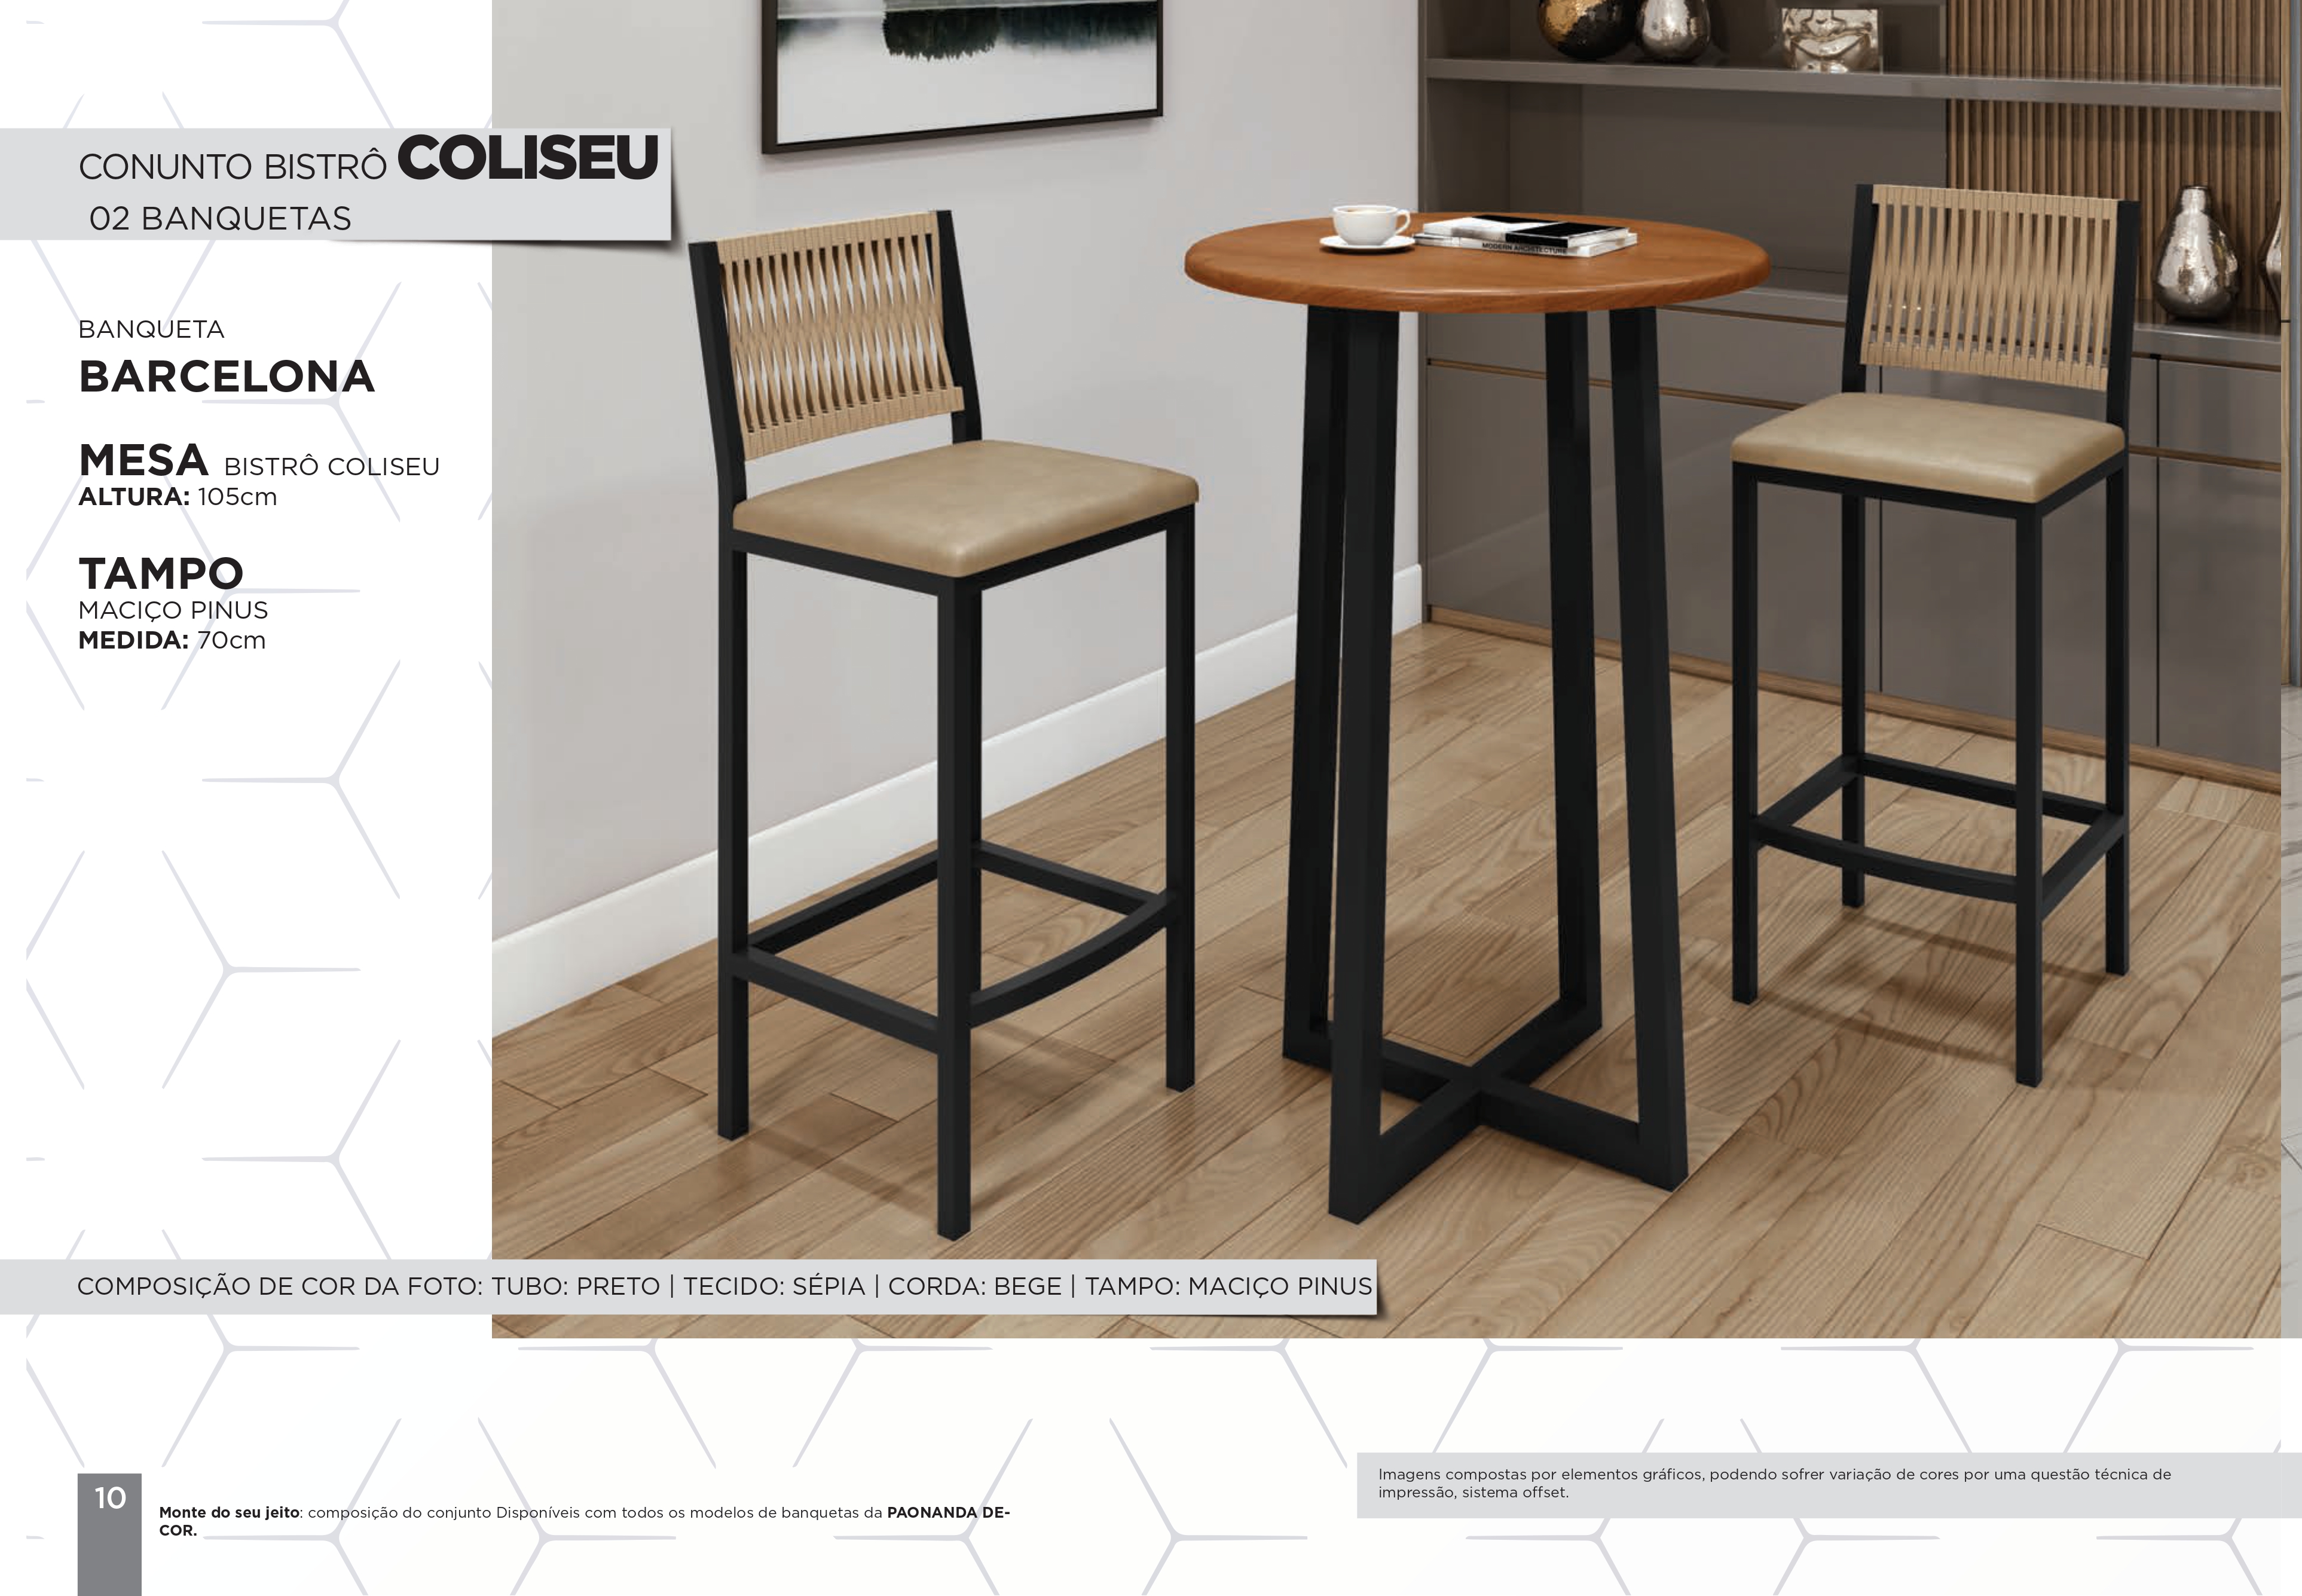 CONUNTO BISTRÔ COLISEU
02 BANQUETAS
BANQUETA
BARCELONA
MESA BISTRÔ COLISEU
ALTURA: 105cm
TAMPO
MACIÇO PINUS
MEDIDA: 70cm
MODERN ARCHITECTURE
COMPOSIÇÃO DE COR DA FOTO: TUBO: PRETO | TECIDO: SÉPIA | CORDA: BEGE | TAMPO: MACIÇO PINUS
10
Monte do seu jeito: composição do conjunto Disponíveis com todos os modelos de banquetas da PAONANDA DE-
COR.
Imagens compostas por elementos gráficos, podendo sofrer variação de cores por uma questão técnica de
impressão, sistema offset.